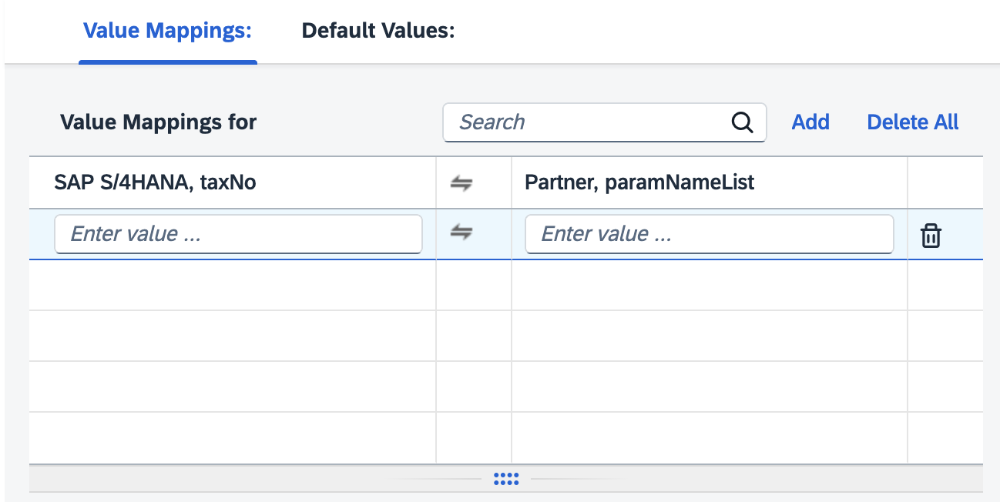 Value Mappings: Default Values:
Value Mappings for Search Add Delete All
SAP S/4HANA, taxNo Partner, paramNameList
Enter value ... Enter value ...